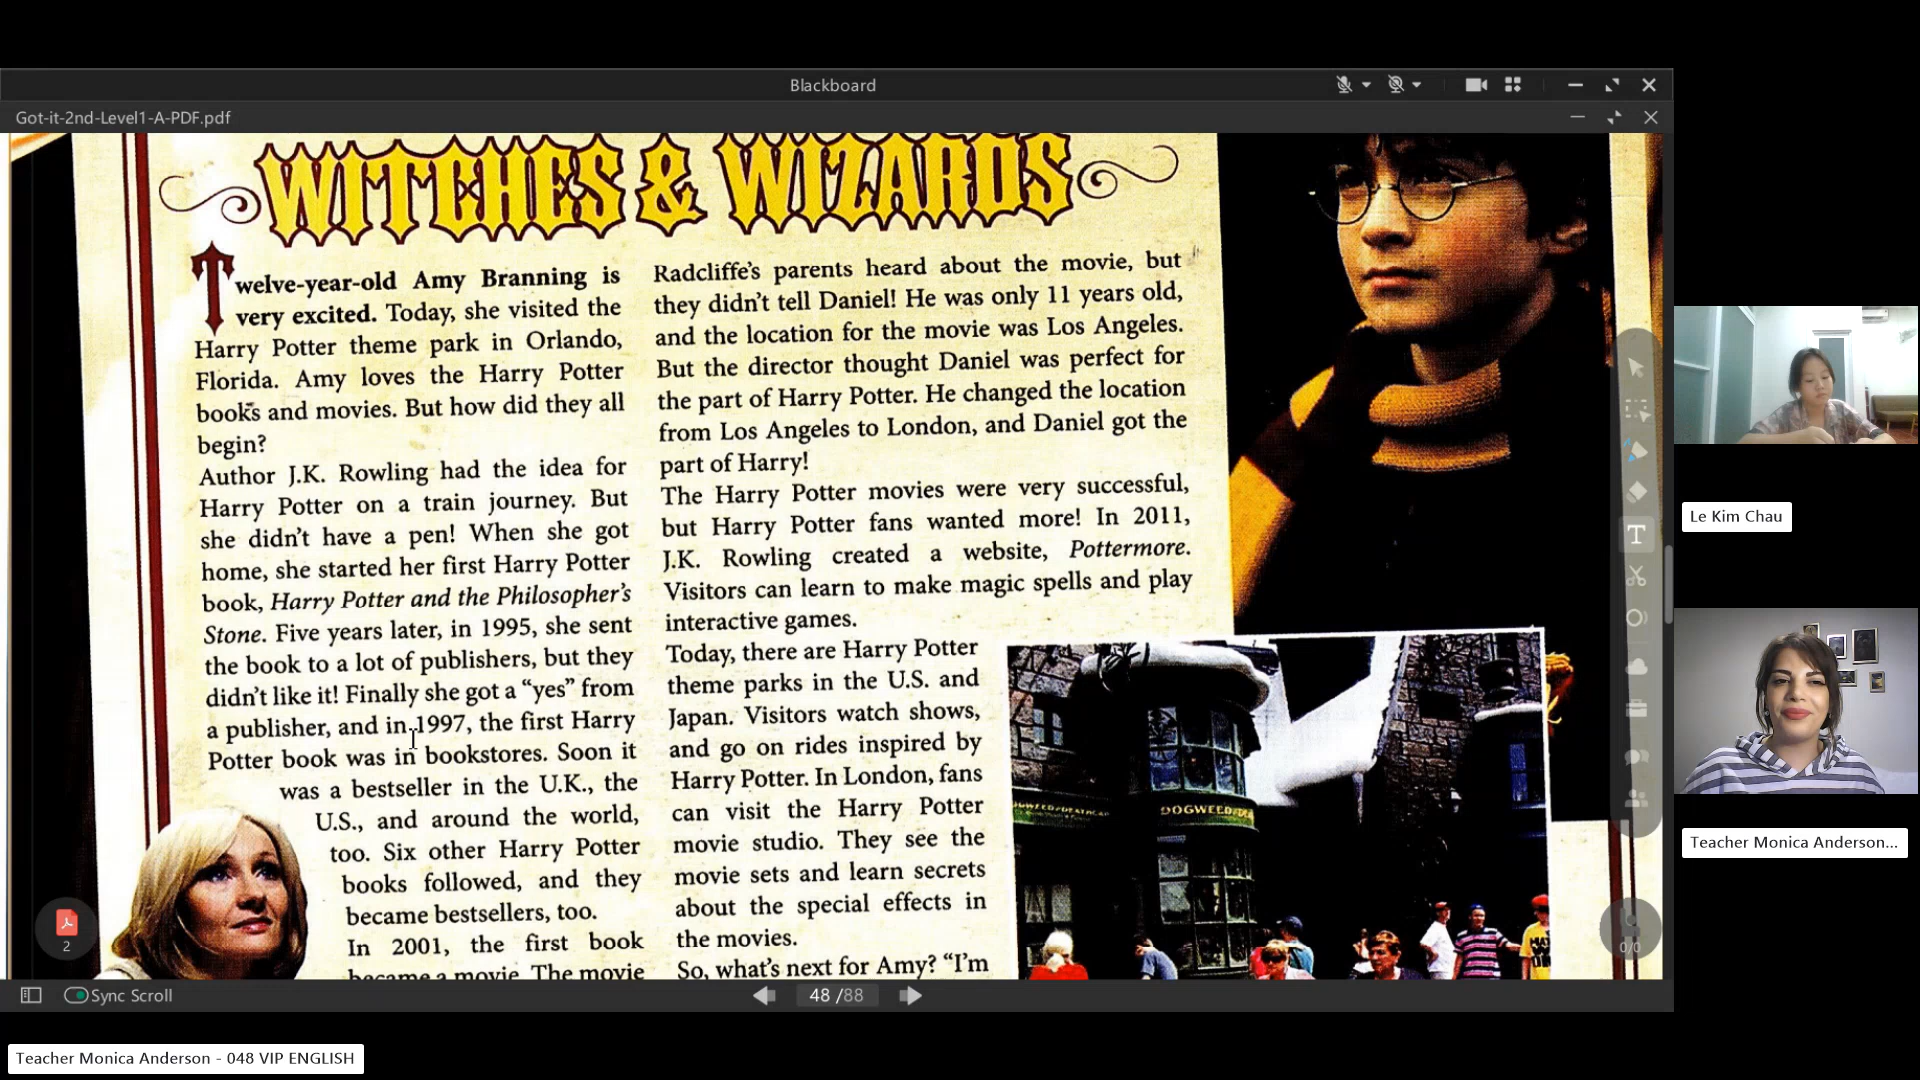 Blackboard
Got-it-2nd-Level1-A-PDF.pdf
WITCHES & WIZARDS
Twelve-year-old Amy Branning is
very excited. Today, she visited the
Harry Potter theme park in Orlando,
Florida. Amy loves the Harry Potter
books and movies. But how did they all
begin?
Author J.K. Rowling had the idea for
Harry Potter on a train journey. But
she didn't have a pen! When she got
home, she started her first Harry Potter
book, Harry Potter and the Philosopher's
Stone. Five years later, in 1995, she sent
the book to a lot of publishers, but they
didn't like it! Finally she got a "yes" from
a publisher, and in 1997, the first Harry
Potter book was in bookstores. Soon it
was a bestseller in the U.K., the
U.S., and around the world,
too. Six other Harry Potter
books followed, and they
became bestsellers, too.
In 2001, the first book
became a movie. The movie
Radcliffe's parents heard about the movie, but
they didn't tell Daniel! He was only 11 years old,
and the location for the movie was Los Angeles.
But the director thought Daniel was perfect for
the part of Harry Potter. He changed the location
from Los Angeles to London, and Daniel got the
part of Harry!
The Harry Potter movies were very successful,
but Harry Potter fans wanted more! In 2011,
J.K. Rowling created a website, Pottermore.
Visitors can learn to make magic spells and play
interactive games.
Today, there are Harry Potter
theme parks in the U.S. and
Japan. Visitors watch shows,
and go on rides inspired by
Harry Potter. In London, fans
can visit the Harry Potter
movie studio. They see the
movie sets and learn secrets
about the special effects in
the movies.
So, what's next for Amy? "I'm
T
2
0/0
Sync Scroll
48 /88
Le Kim Chau
Teacher Monica Anderson...
Teacher Monica Anderson - 048 VIP ENGLISH